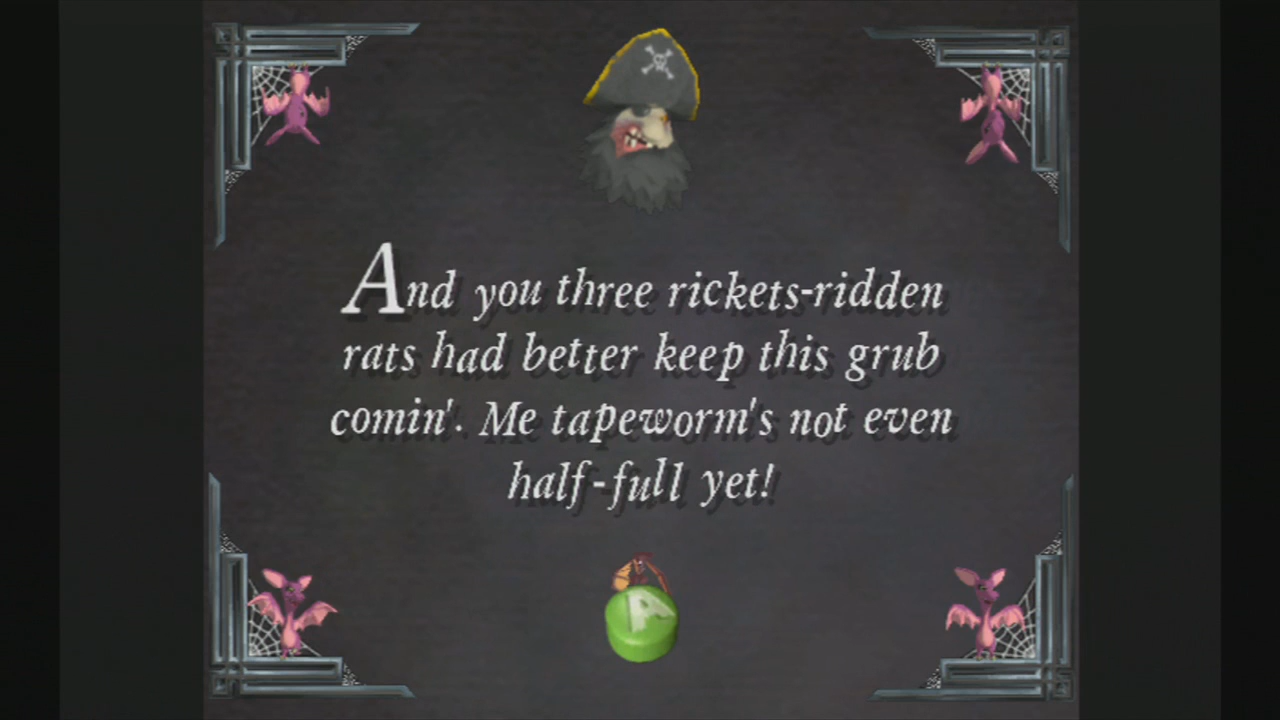 And you three rickets-ridden
rats had better keep this grub
comin'. Me tapeworm's not even
half-full yet!
A